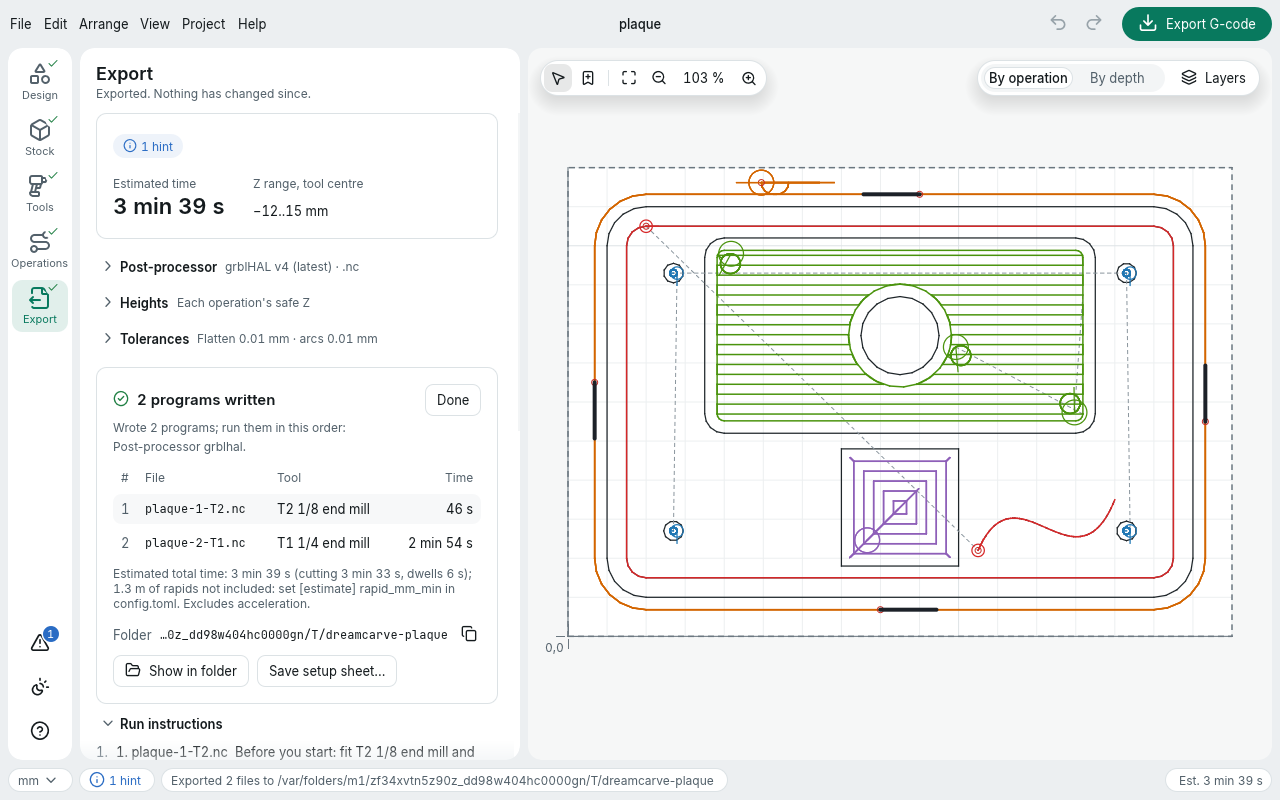 File Edit Arrange View Project Help
plaque
Export G-code
Design
Stock
Tools
Operations
Export
1
Export
Exported. Nothing has changed since.
1 hint
Estimated time
Z range, tool centre
3 min 39 s
−12..15 mm
Post-processor grblHAL v4 (latest) · .nc
Heights Each operation's safe Z
Tolerances Flatten 0.01 mm · arcs 0.01 mm
2 programs written
Done
Wrote 2 programs; run them in this order:
Post-processor grblhal.
# File Tool Time
1 plaque-1-T2.nc T2 1/8 end mill 46 s
2 plaque-2-T1.nc T1 1/4 end mill 2 min 54 s
Estimated total time: 3 min 39 s (cutting 3 min 33 s, dwells 6 s);
1.3 m of rapids not included: set [estimate] rapid_mm_min in
config.toml. Excludes acceleration.
Folder …0z_dd98w404hc0000gn/T/dreamcarve-plaque
Show in folder
Save setup sheet...
Run instructions
1. 1. plaque-1-T2.nc Before you start: fit T2 1/8 end mill and
103 %
By operation
By depth
Layers
0,0
mm
1 hint
Exported 2 files to /var/folders/m1/zf34xvtn5z90z_dd98w404hc0000gn/T/dreamcarve-plaque
Est. 3 min 39 s